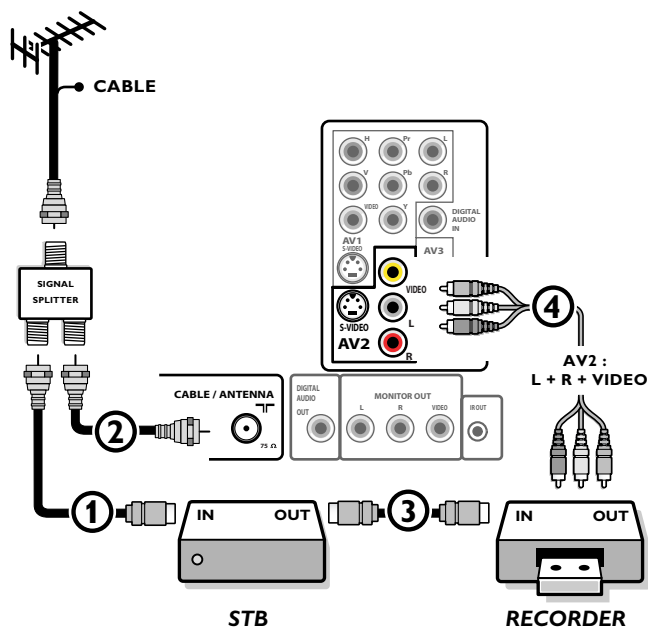 CABLE
H Pr L
V Pb R
VIDEO Y
DIGITAL
AUDIO
IN
AV1
S-VIDEO
AV3
SIGNAL
SPLITTER
VIDEO
S-VIDEO
L
AV2
R
4
AV2 :
L + R + VIDEO
CABLE / ANTENNA
75 Ω
DIGITAL
AUDIO
OUT
MONITOR OUT
L R VIDEO
IR OUT
2
1
3
IN OUT
IN OUT
STB
RECORDER